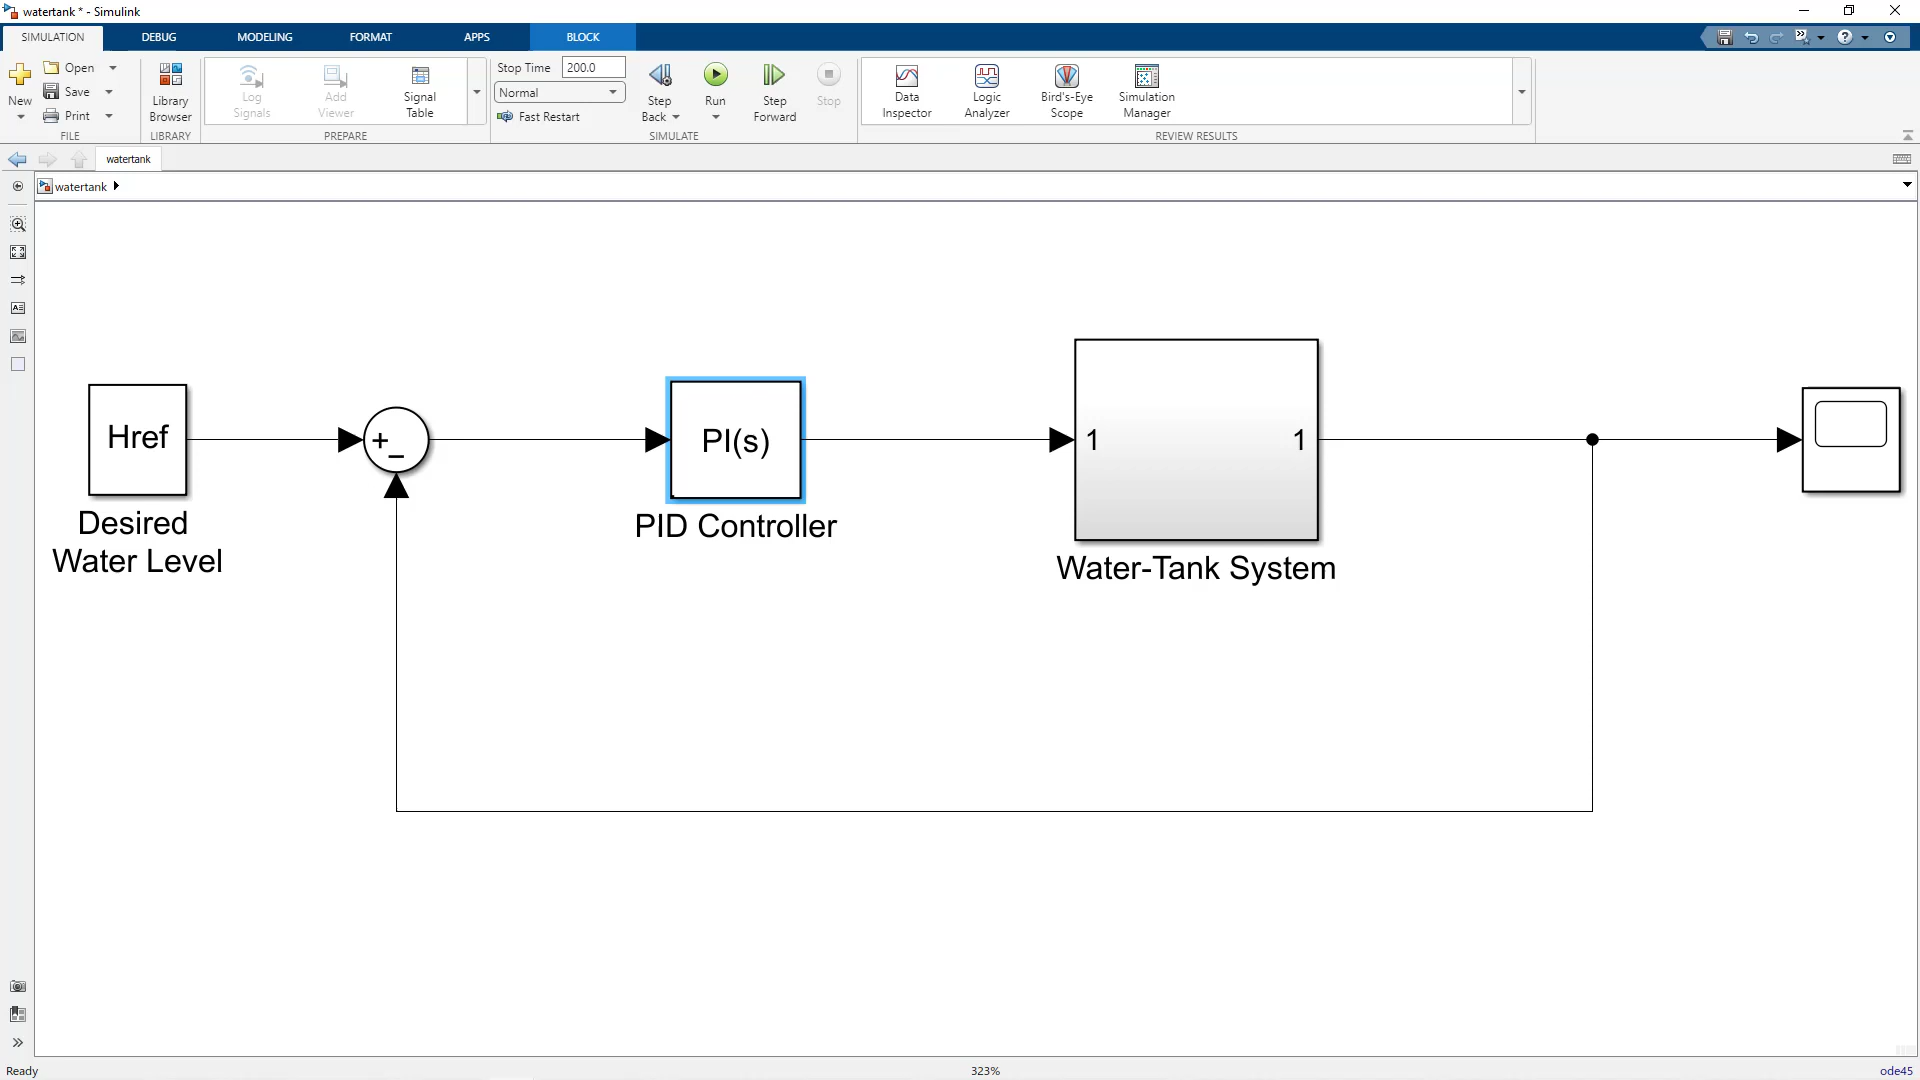 watertank * - Simulink
SIMULATION DEBUG MODELING FORMAT APPS BLOCK
New
Open
Save
Print
FILE
Library
Browser
LIBRARY
Log
Signals
Add
Viewer
Signal
Table
PREPARE
Stop Time 200.0
Normal
Fast Restart
Step
Back
Run
Step
Forward
Stop
SIMULATE
Data
Inspector
Logic
Analyzer
Bird's-Eye
Scope
Simulation
Manager
REVIEW RESULTS
watertank
watertank
Href
Desired
Water Level
+
−
PI(s)
PID Controller
1 1
Water-Tank System
Ready 323% ode45